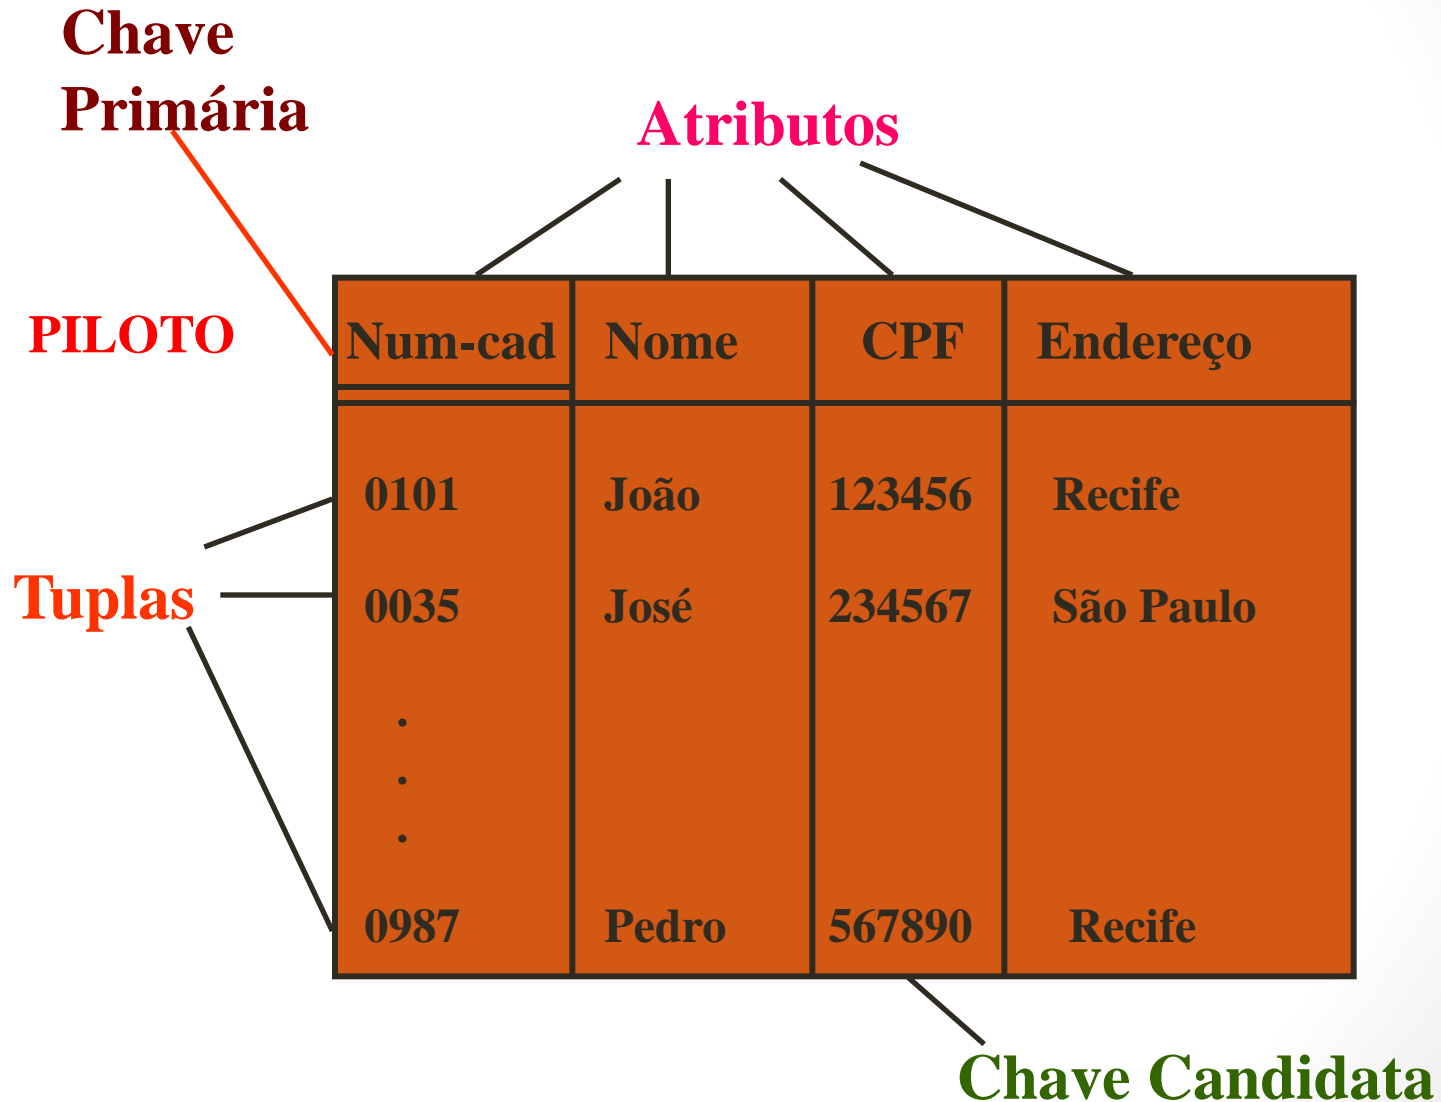 Chave
Primária
Atributos
PILOTO
Num-cad Nome CPF Endereço
0101 João 123456 Recife
Tuplas
0035 José 234567 São Paulo
.
.
.
0987 Pedro 567890 Recife
Chave Candidata